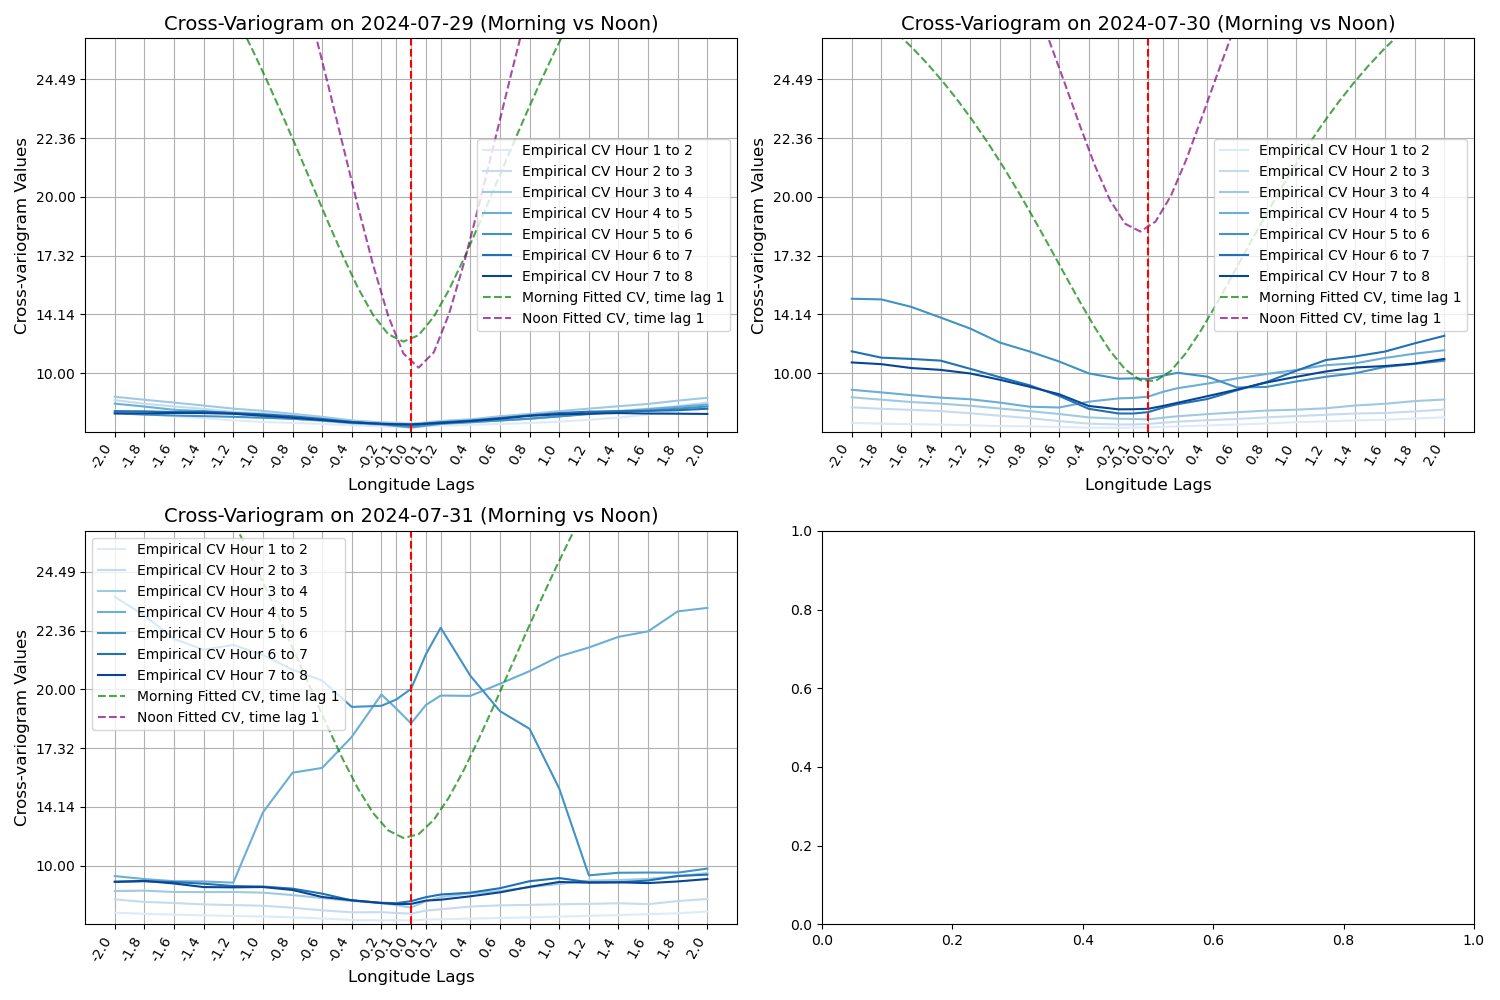 Cross-Variogram on 2024-07-29 (Morning vs Noon)
Cross-variogram Values
24.49
22.36
20.00
17.32
14.14
10.00
Empirical CV Hour 1 to 2
Empirical CV Hour 2 to 3
Empirical CV Hour 3 to 4
Empirical CV Hour 4 to 5
Empirical CV Hour 5 to 6
Empirical CV Hour 6 to 7
Empirical CV Hour 7 to 8
Morning Fitted CV, time lag 1
Noon Fitted CV, time lag 1
-2.0 -1.8 -1.6 -1.4 -1.2 -1.0 -0.8 -0.6 -0.4 -0.2 -0.1 0.0 0.1 0.2 0.4 0.6 0.8 1.0 1.2 1.4 1.6 1.8 2.0
Longitude Lags
Cross-Variogram on 2024-07-30 (Morning vs Noon)
Cross-variogram Values
24.49
22.36
20.00
17.32
14.14
10.00
Empirical CV Hour 1 to 2
Empirical CV Hour 2 to 3
Empirical CV Hour 3 to 4
Empirical CV Hour 4 to 5
Empirical CV Hour 5 to 6
Empirical CV Hour 6 to 7
Empirical CV Hour 7 to 8
Morning Fitted CV, time lag 1
Noon Fitted CV, time lag 1
-2.0 -1.8 -1.6 -1.4 -1.2 -1.0 -0.8 -0.6 -0.4 -0.2 -0.1 0.0 0.1 0.2 0.4 0.6 0.8 1.0 1.2 1.4 1.6 1.8 2.0
Longitude Lags
Cross-Variogram on 2024-07-31 (Morning vs Noon)
Cross-variogram Values
24.49
22.36
20.00
17.32
14.14
10.00
Empirical CV Hour 1 to 2
Empirical CV Hour 2 to 3
Empirical CV Hour 3 to 4
Empirical CV Hour 4 to 5
Empirical CV Hour 5 to 6
Empirical CV Hour 6 to 7
Empirical CV Hour 7 to 8
Morning Fitted CV, time lag 1
Noon Fitted CV, time lag 1
-2.0 -1.8 -1.6 -1.4 -1.2 -1.0 -0.8 -0.6 -0.4 -0.2 -0.1 0.0 0.1 0.2 0.4 0.6 0.8 1.0 1.2 1.4 1.6 1.8 2.0
Longitude Lags
1.0
0.8
0.6
0.4
0.2
0.0
0.0 0.2 0.4 0.6 0.8 1.0